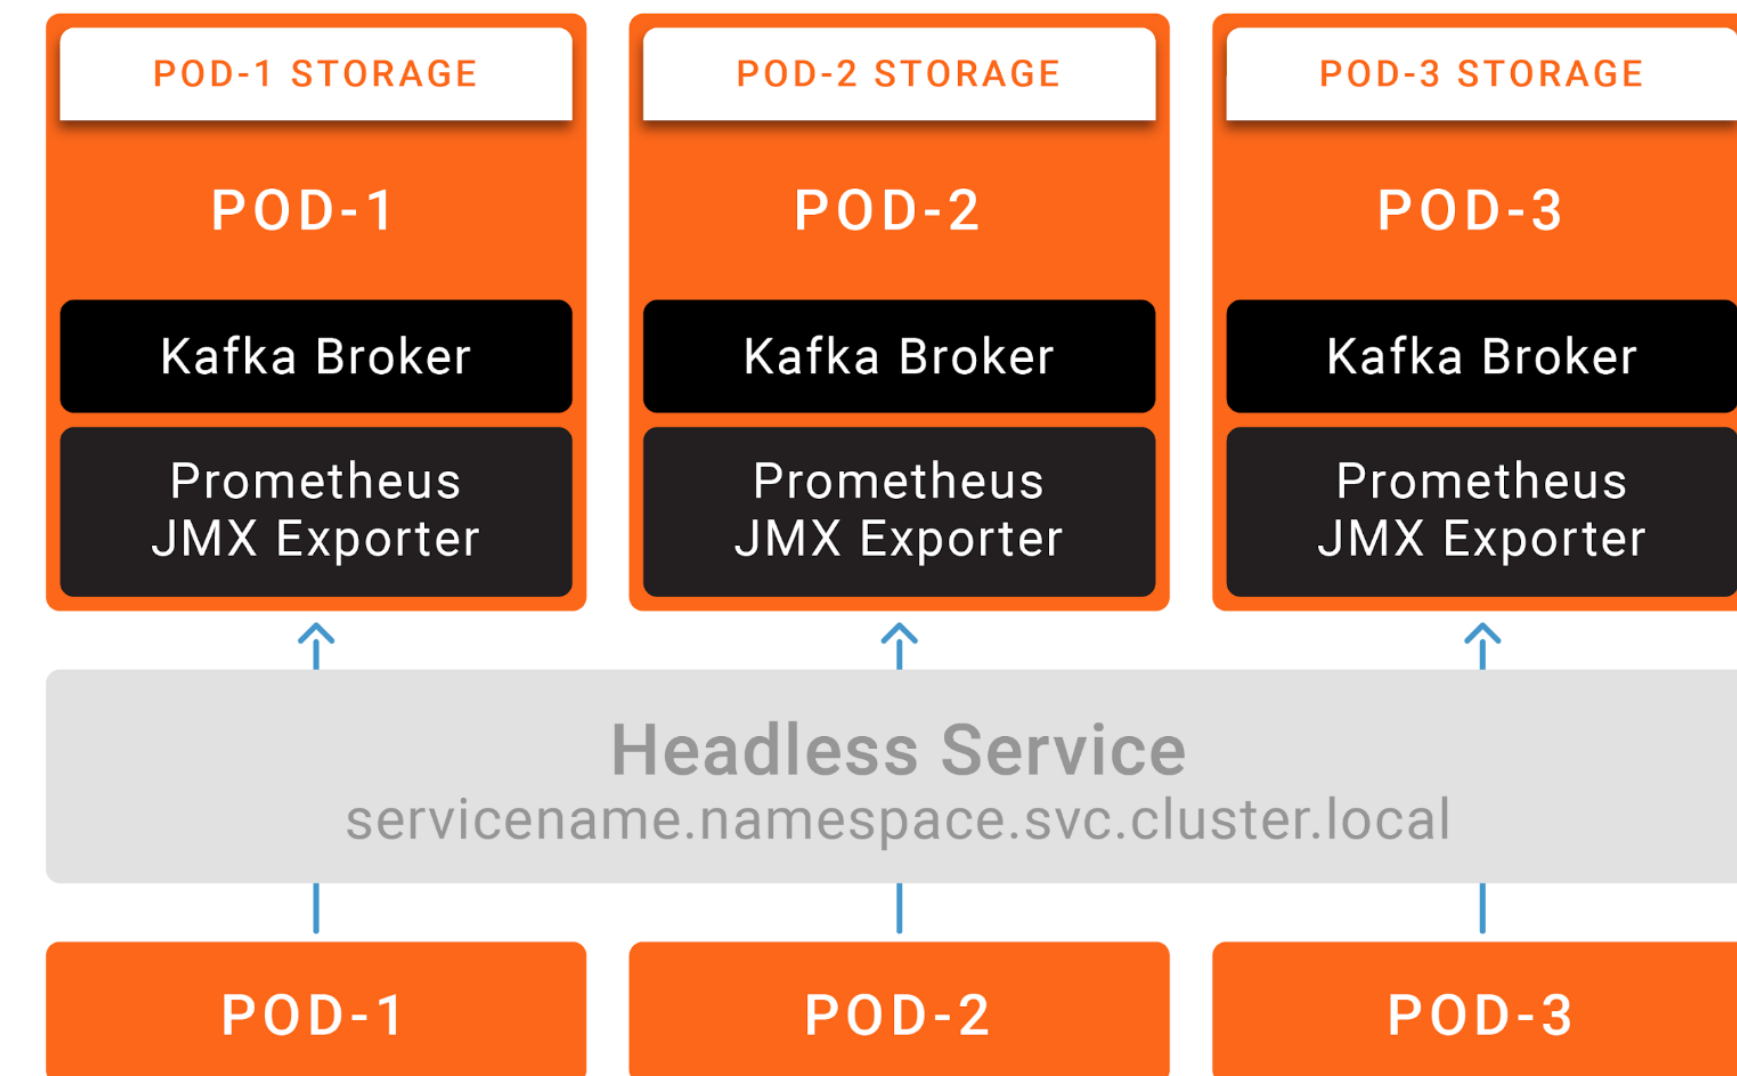 POD-1 STORAGE
POD-2 STORAGE
POD-3 STORAGE
POD-1
POD-2
POD-3
Kafka Broker
Kafka Broker
Kafka Broker
Prometheus
JMX Exporter
Prometheus
JMX Exporter
Prometheus
JMX Exporter
Headless Service
servicename.namespace.svc.cluster.local
POD-1
POD-2
POD-3